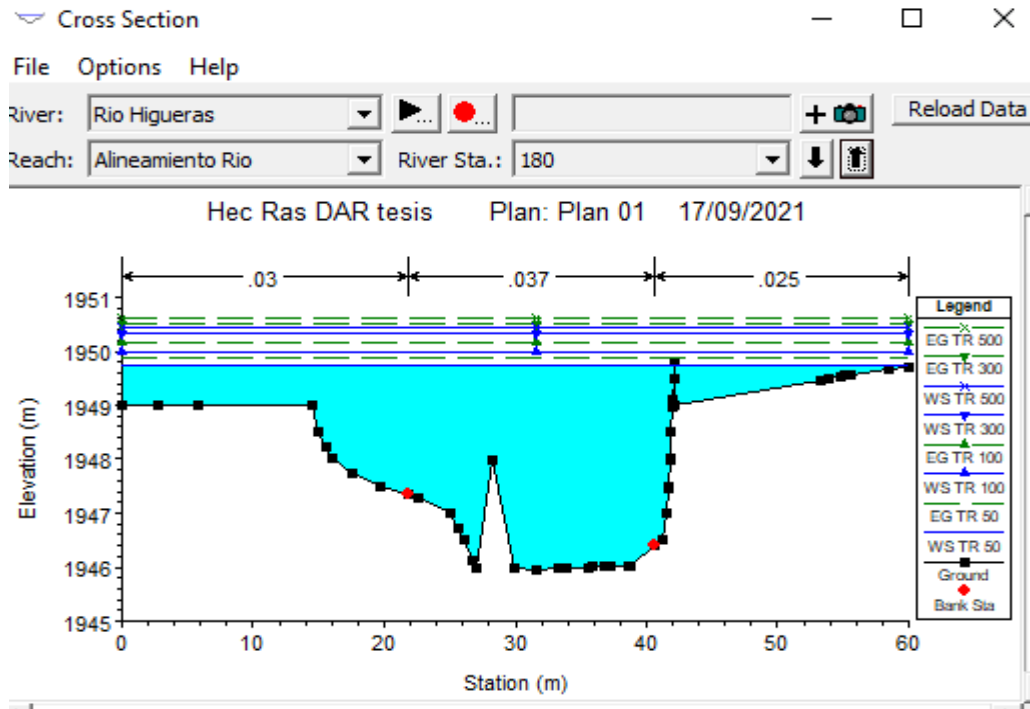 Cross Section
File Options Help
River: Rio Higueras
Reload Data
Reach: Alineamiento Rio River Sta.: 180
Hec Ras DAR tesis Plan: Plan 01 17/09/2021
.03 .037 .025
1951
1950
1949
1948
1947
1946
1945
Elevation (m)
0 10 20 30 40 50 60
Station (m)
Legend
EG TR 500
EG TR 300
WS TR 500
WS TR 300
EG TR 100
WS TR 100
EG TR 50
WS TR 50
Ground
Bank Sta